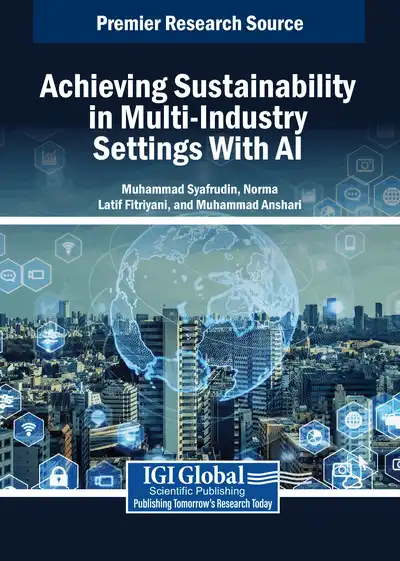 Premier Research Source
Achieving Sustainability
in Multi-Industry
Settings With AI
Muhammad Syafrudin, Norma
Latif Fitriyani, and Muhammad Anshari
IGI Global
Scientific Publishing
Publishing Tomorrow's Research Today